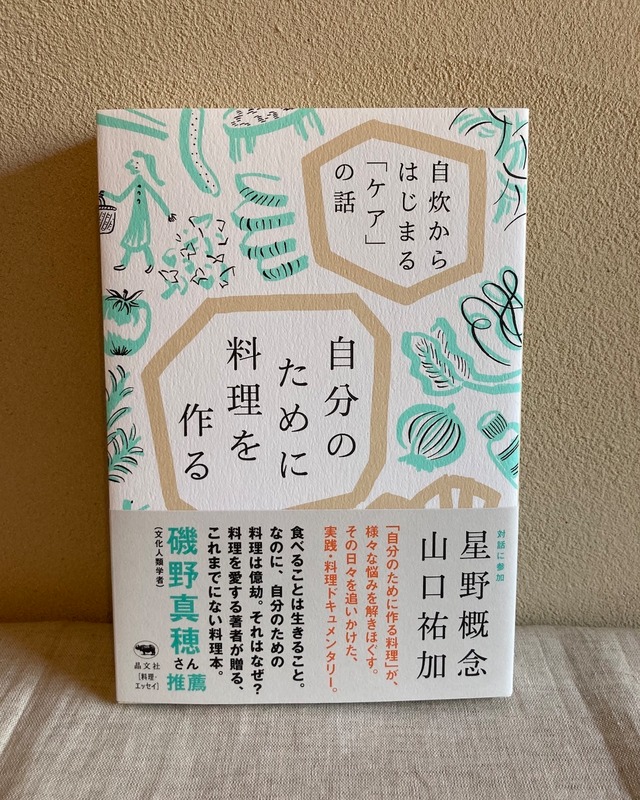 自炊から
はじまる
「ケア」
の話
自分の
ために
料理を
作る
対話に参加
星野概念
山口祐加
「自分のために作る料理」が、
様々な悩みを解きほぐす。
その日々を追いかけた、
実践・料理ドキュメンタリー。
食べることは生きること。
なのに、自分のための
料理は億劫。それはなぜ？
料理を愛する著者が贈る、
これまでにない料理本。
磯野真穂さん推薦
（文化人類学者）
晶文社
［料理・
エッセイ］